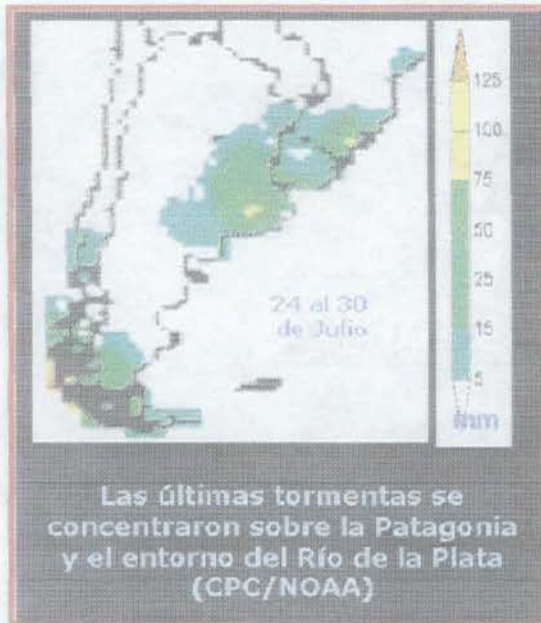 125
100
75
50
25
15
5
mm
24 al 30
de Julio
Las últimas tormentas se
concentraron sobre la Patagonia
y el entorno del Río de la Plata
(CPC/NOAA)